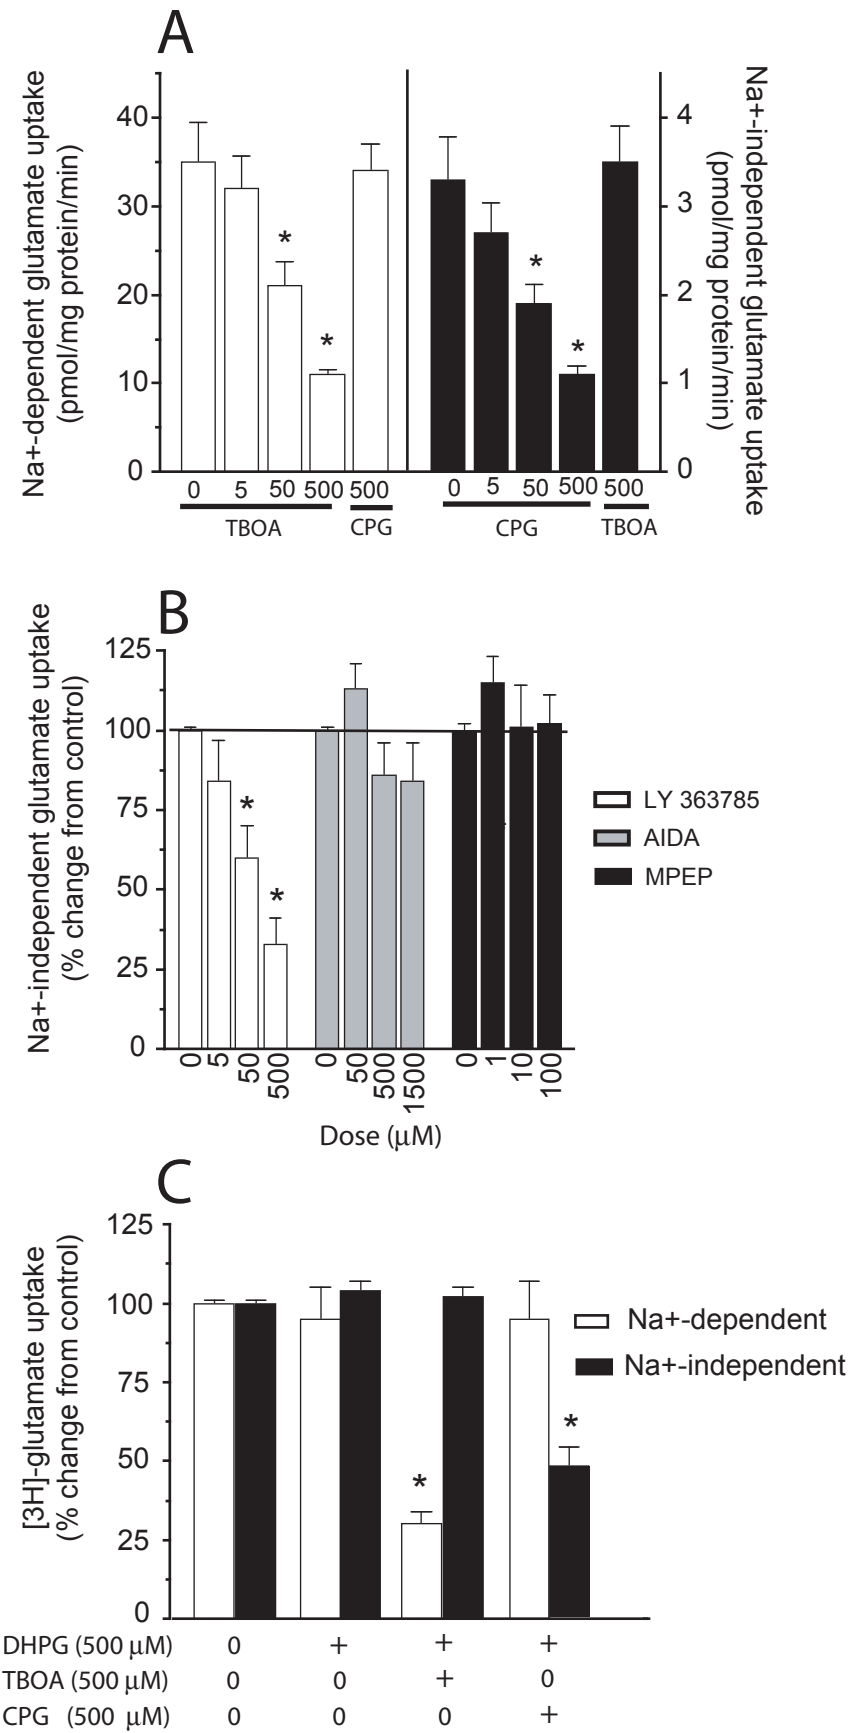 A
Na+-dependent glutamate uptake
(pmol/mg protein/min)
40
30
20
10
0
*
*
*
*
4
3
2
1
0
Na+-independent glutamate uptake
(pmol/mg protein/min)
0 5 50 500 500 0 5 50 500 500
TBOA CPG CPG TBOA
B
Na+-independent glutamate uptake
(% change from control)
125
100
75
50
25
0
*
*
LY 363785
AIDA
MPEP
0 5 50 500 0 50 500 1500 0 1 10 100
Dose (μM)
C
[3H]-glutamate uptake
(% change from control)
125
100
75
50
25
0
*
*
Na+-dependent
Na+-independent
DHPG (500 μM) 0 + + +
TBOA (500 μM) 0 0 + 0
CPG (500 μM) 0 0 0 +